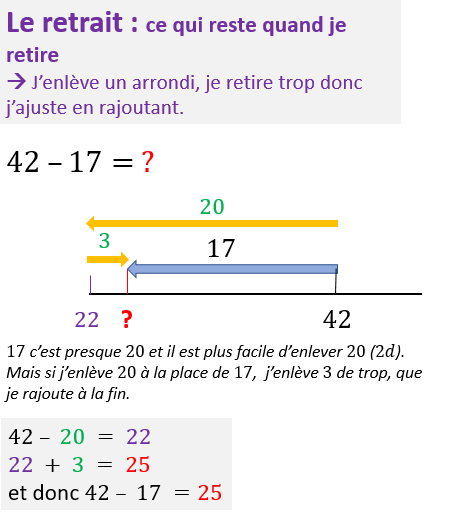 Le retrait : ce qui reste quand je
retire
→ J’enlève un arrondi, je retire trop donc
j’ajuste en rajoutant.
42 – 17 = ?
20
3
17
22
?
42
17 c’est presque 20 et il est plus facile d’enlever 20 (2d).
Mais si j’enlève 20 à la place de 17, j’enlève 3 de trop, que
je rajoute à la fin.
42 – 20 = 22
22 + 3 = 25
et donc 42 – 17 = 25